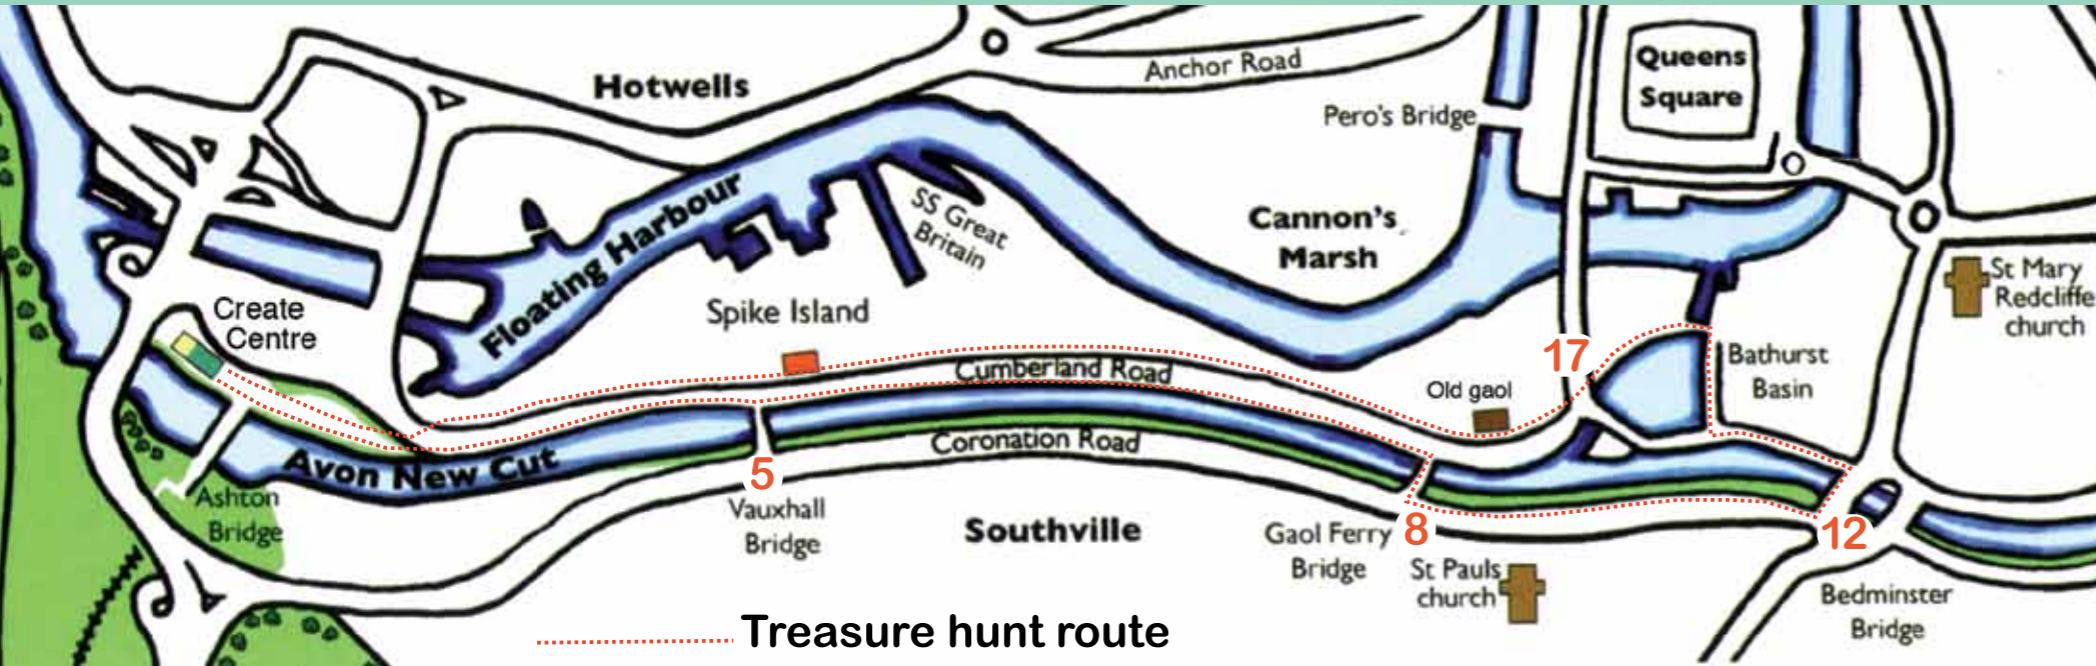 Hotwells
Anchor Road
Queens
Square
Pero's Bridge
Floating Harbour
SS Great
Britain
Cannon's
Marsh
St Mary
Redcliffe
church
Create
Centre
Spike Island
17
Bathurst
Basin
Cumberland Road
Old gaol
Coronation Road
Avon New Cut
5
Vauxhall
Bridge
Ashton
Bridge
Southville
Gaol Ferry
Bridge
8
12
St Pauls
church
Bedminster
Bridge
Treasure hunt route